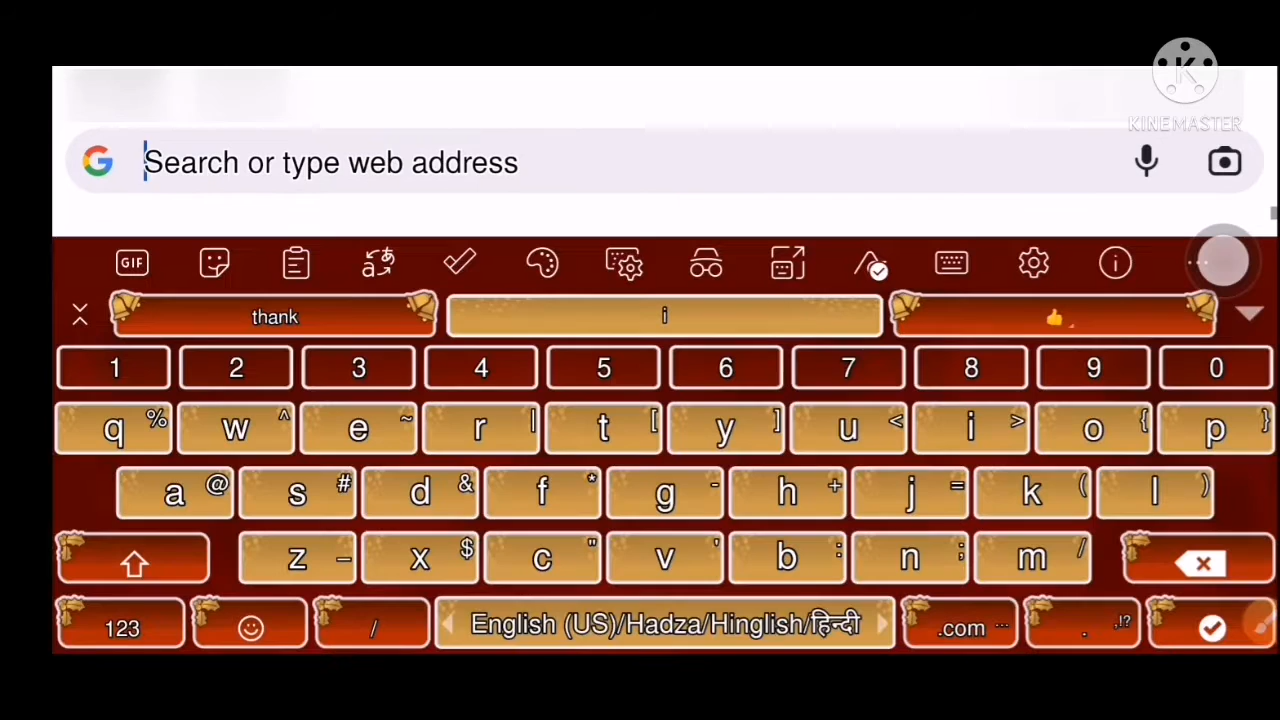 KINEMASTER
Search or type web address
GIF
thank i 👍
1 2 3 4 5 6 7 8 9 0
q % w ^ e ~ r | t [ y ] u < i > o { p }
a @ s # d & f * g - h + j = k ( l )
z _ x $ c " v ' b : n ; m /
123 / English (US)/Hadza/Hinglish/हिन्दी .com ... . ,!?